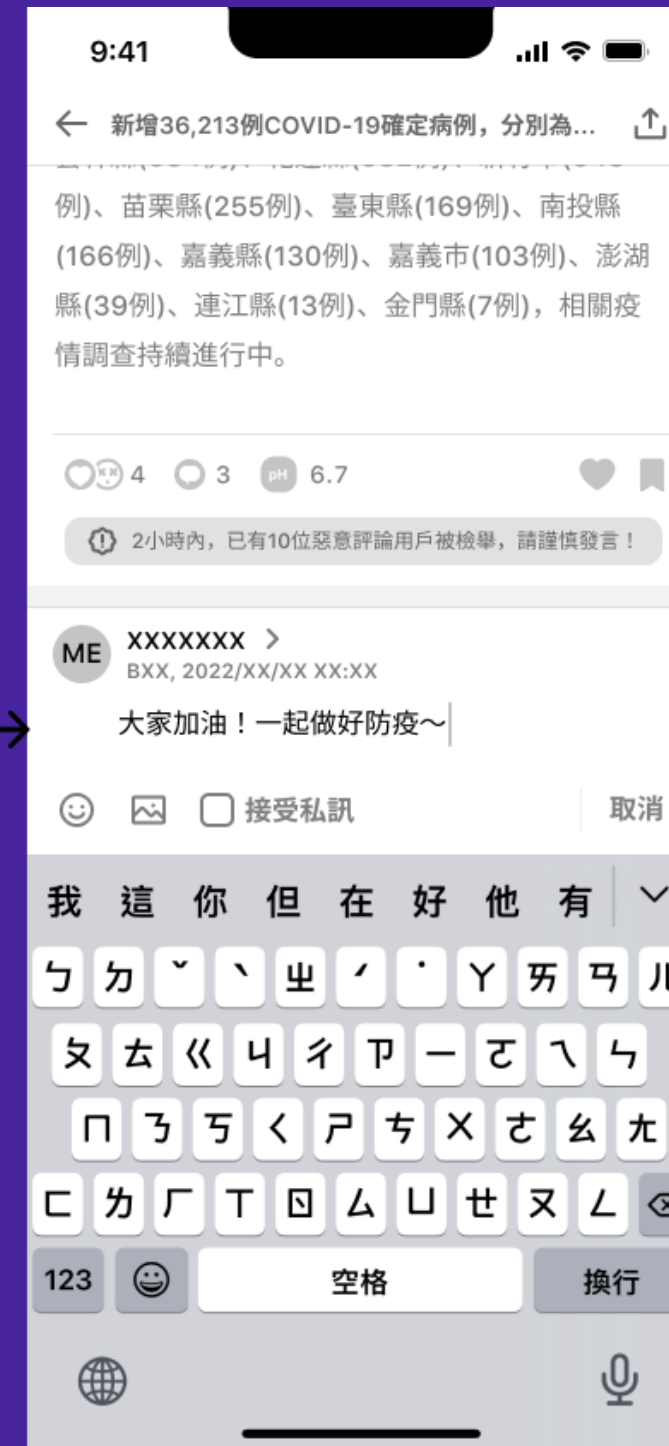 9:41
新增36,213例COVID-19確定病例，分別為...
例)、苗栗縣(255例)、臺東縣(169例)、南投縣
(166例)、嘉義縣(130例)、嘉義市(103例)、澎湖
縣(39例)、連江縣(13例)、金門縣(7例)，相關疫
情調查持續進行中。
4 3 pH 6.7
2小時內，已有10位惡意評論用戶被檢舉，請謹慎發言！
ME XXXXXXX
BXX, 2022/XX/XX XX:XX
大家加油！一起做好防疫～
接受私訊 取消
我 這 你 但 在 好 他 有
ㄅ ㄉ ˇ ˋ ㄓ ˊ ˙ ㄚ ㄞ ㄢ ㄦ
ㄆ ㄊ ㄍ ㄐ ㄔ ㄗ ㄧ ㄛ ㄟ ㄣ
ㄇ ㄋ ㄎ ㄑ ㄕ ㄘ ㄨ ㄜ ㄠ ㄤ
ㄈ ㄌ ㄏ ㄒ ㄖ ㄙ ㄩ ㄝ ㄡ ㄥ
123 空格 換行